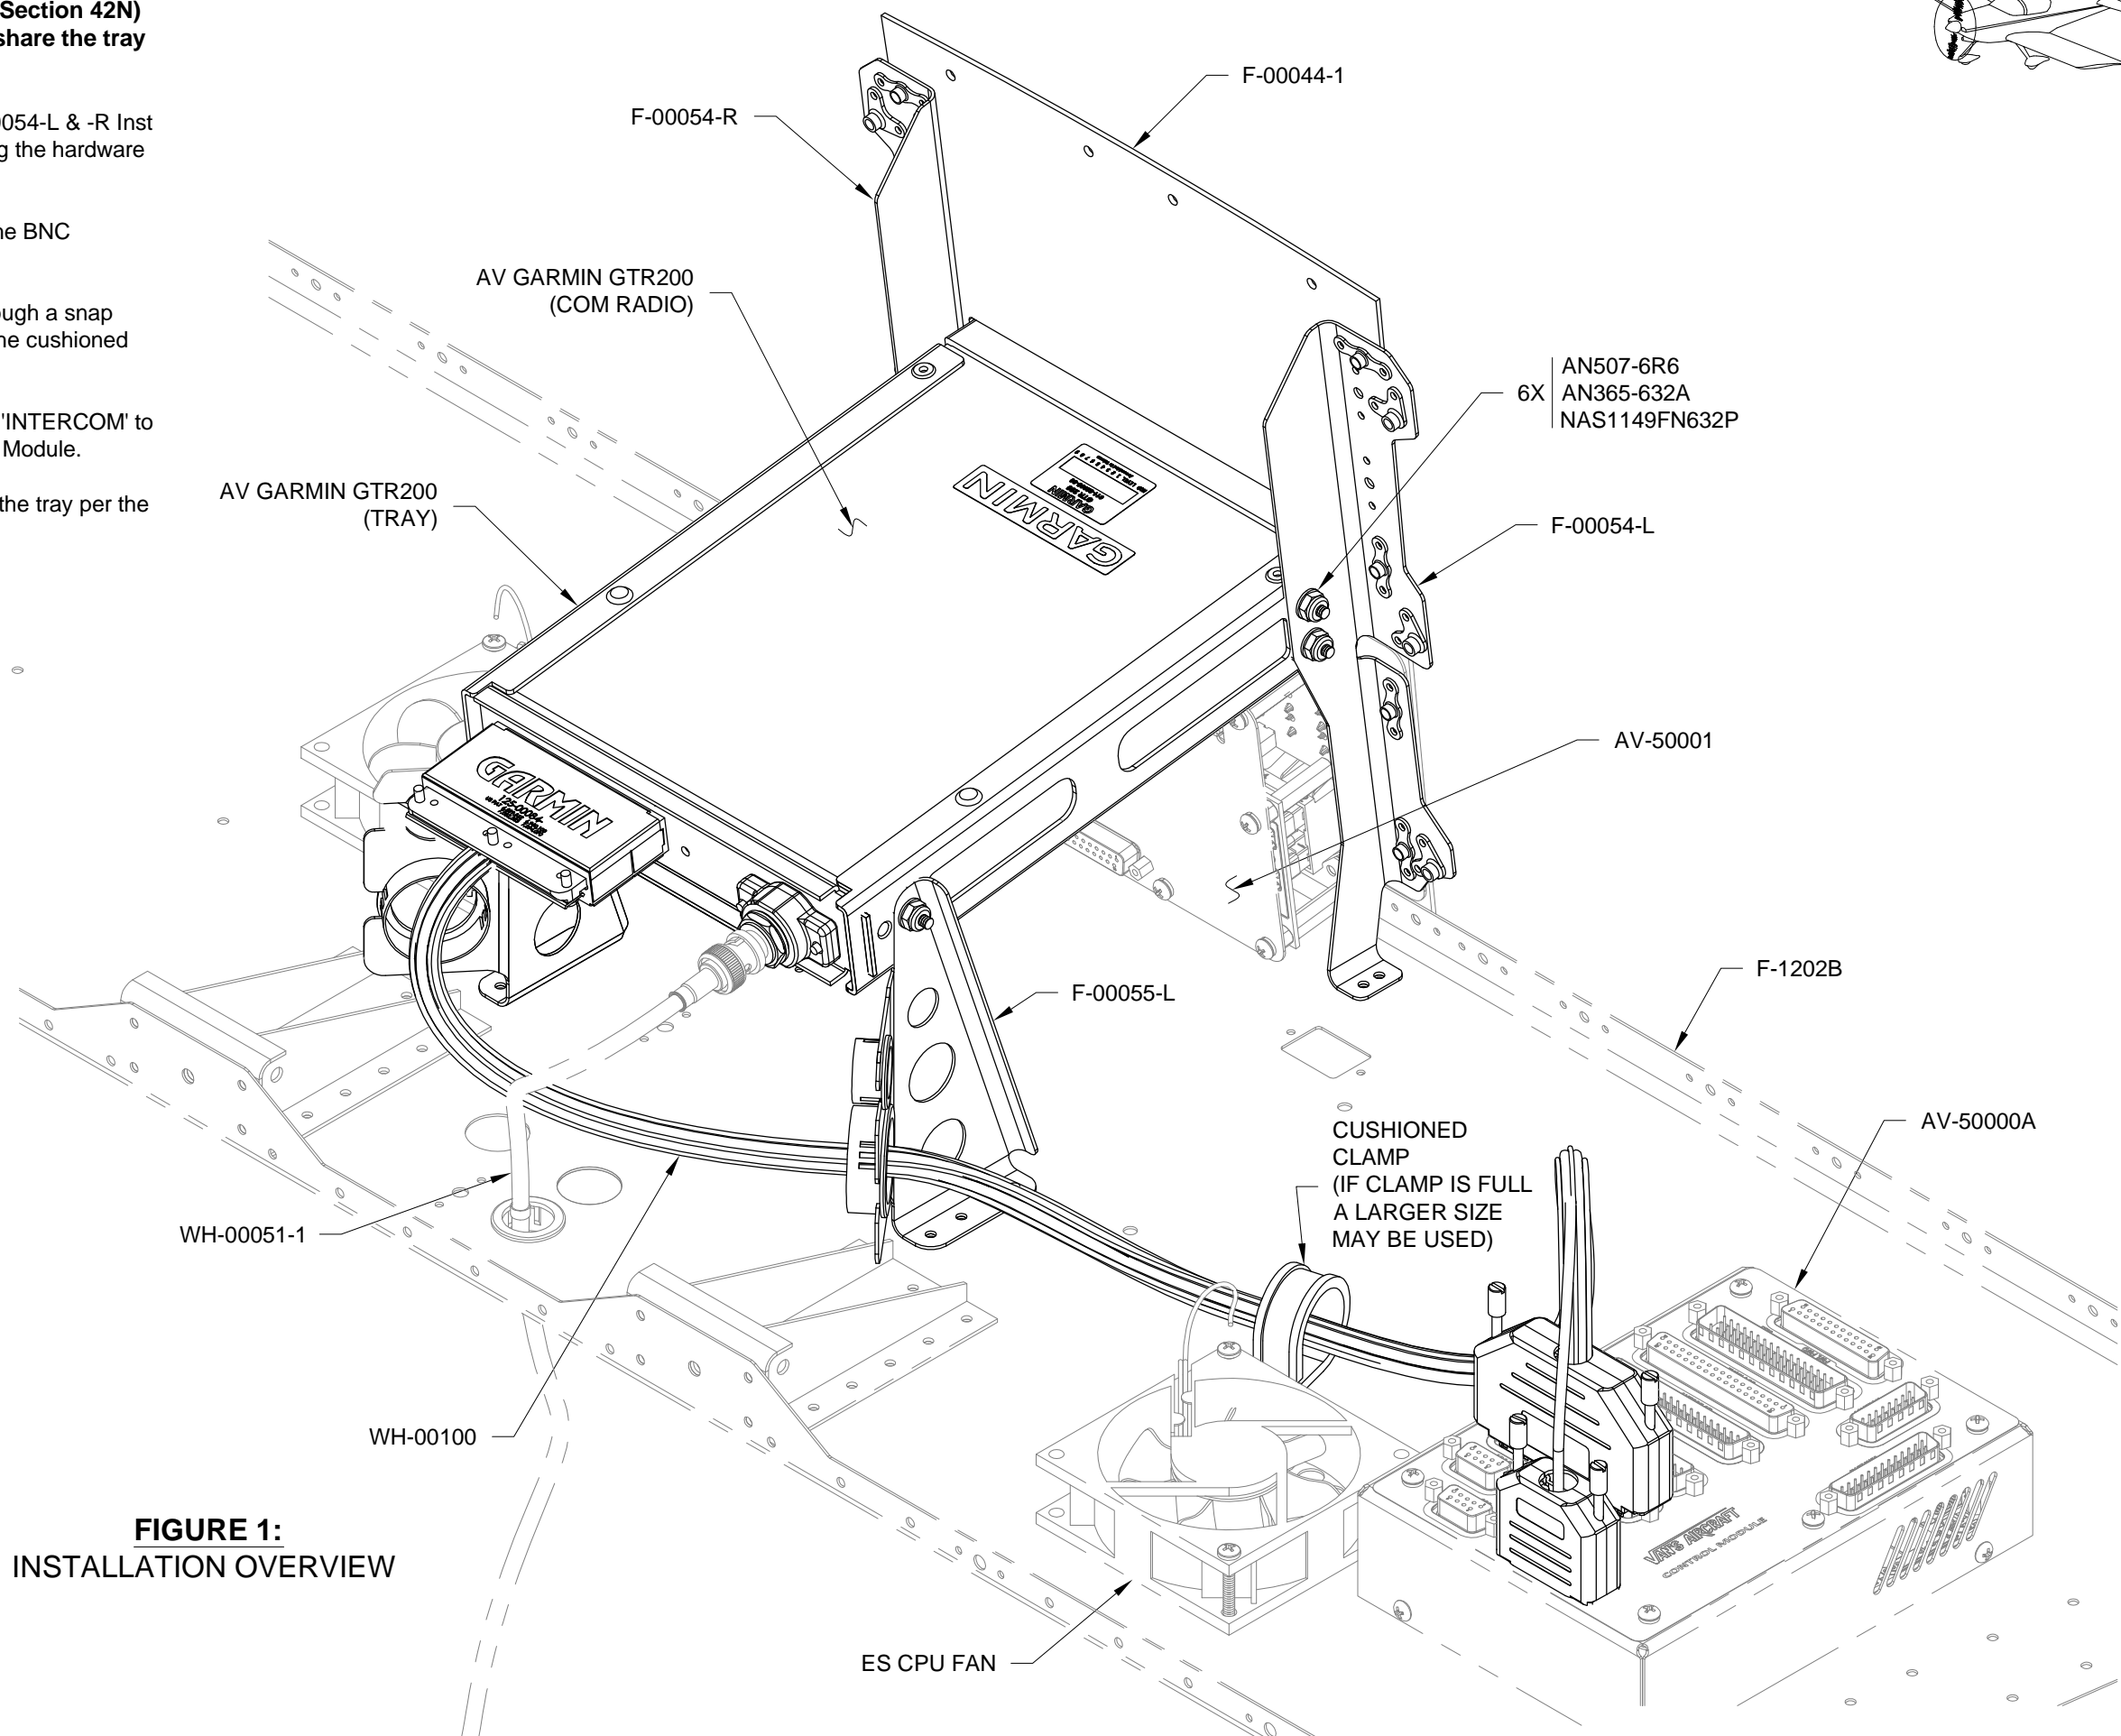 Section 42N)
share the tray
0054-L & -R Inst
g the hardware
ne BNC
ough a snap
he cushioned
'INTERCOM' to
Module.
the tray per the
F-00044-1
F-00054-R
AV GARMIN GTR200
(COM RADIO)
6X
AN507-6R6
AN365-632A
NAS1149FN632P
AV GARMIN GTR200
(TRAY)
F-00054-L
GARMIN
GARMIN
AV-50001
GARMIN
F-1202B
F-00055-L
AV-50000A
CUSHIONED
CLAMP
(IF CLAMP IS FULL
A LARGER SIZE
MAY BE USED)
WH-00051-1
WH-00100
VAN'S AIRCRAFT
CONTROL MODULE
FIGURE 1:
INSTALLATION OVERVIEW
ES CPU FAN